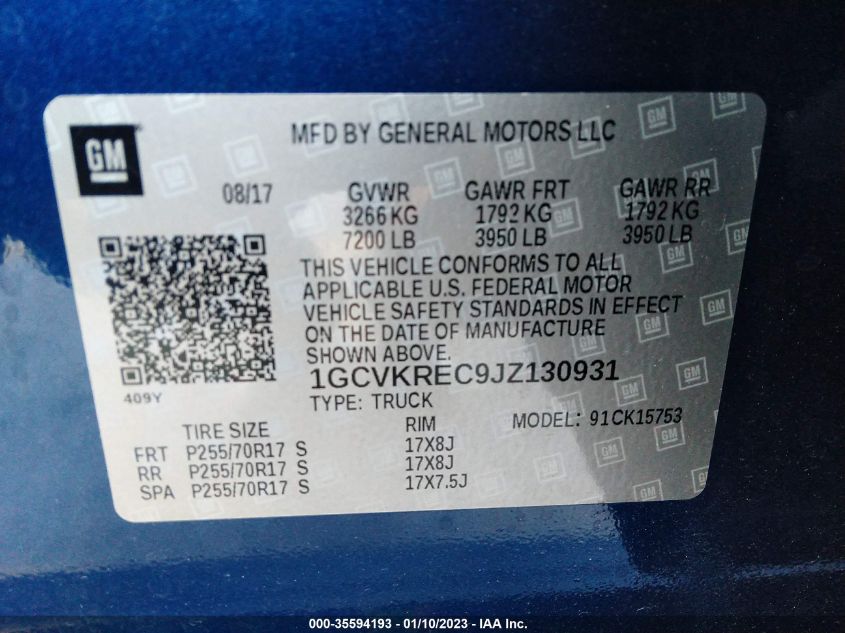 GM
MFD BY GENERAL MOTORS LLC
08/17 GVWR GAWR FRT GAWR RR
3266 KG 1792 KG 1792 KG
7200 LB 3950 LB 3950 LB
THIS VEHICLE CONFORMS TO ALL
APPLICABLE U.S. FEDERAL MOTOR
VEHICLE SAFETY STANDARDS IN EFFECT
ON THE DATE OF MANUFACTURE
SHOWN ABOVE.
1GCVKREC9JZ130931
409Y
TYPE: TRUCK
TIRE SIZE RIM MODEL: 91CK15753
FRT P255/70R17 S 17X8J
RR P255/70R17 S 17X8J
SPA P255/70R17 S 17X7.5J
000-35594193 - 01/10/2023 - IAA Inc.